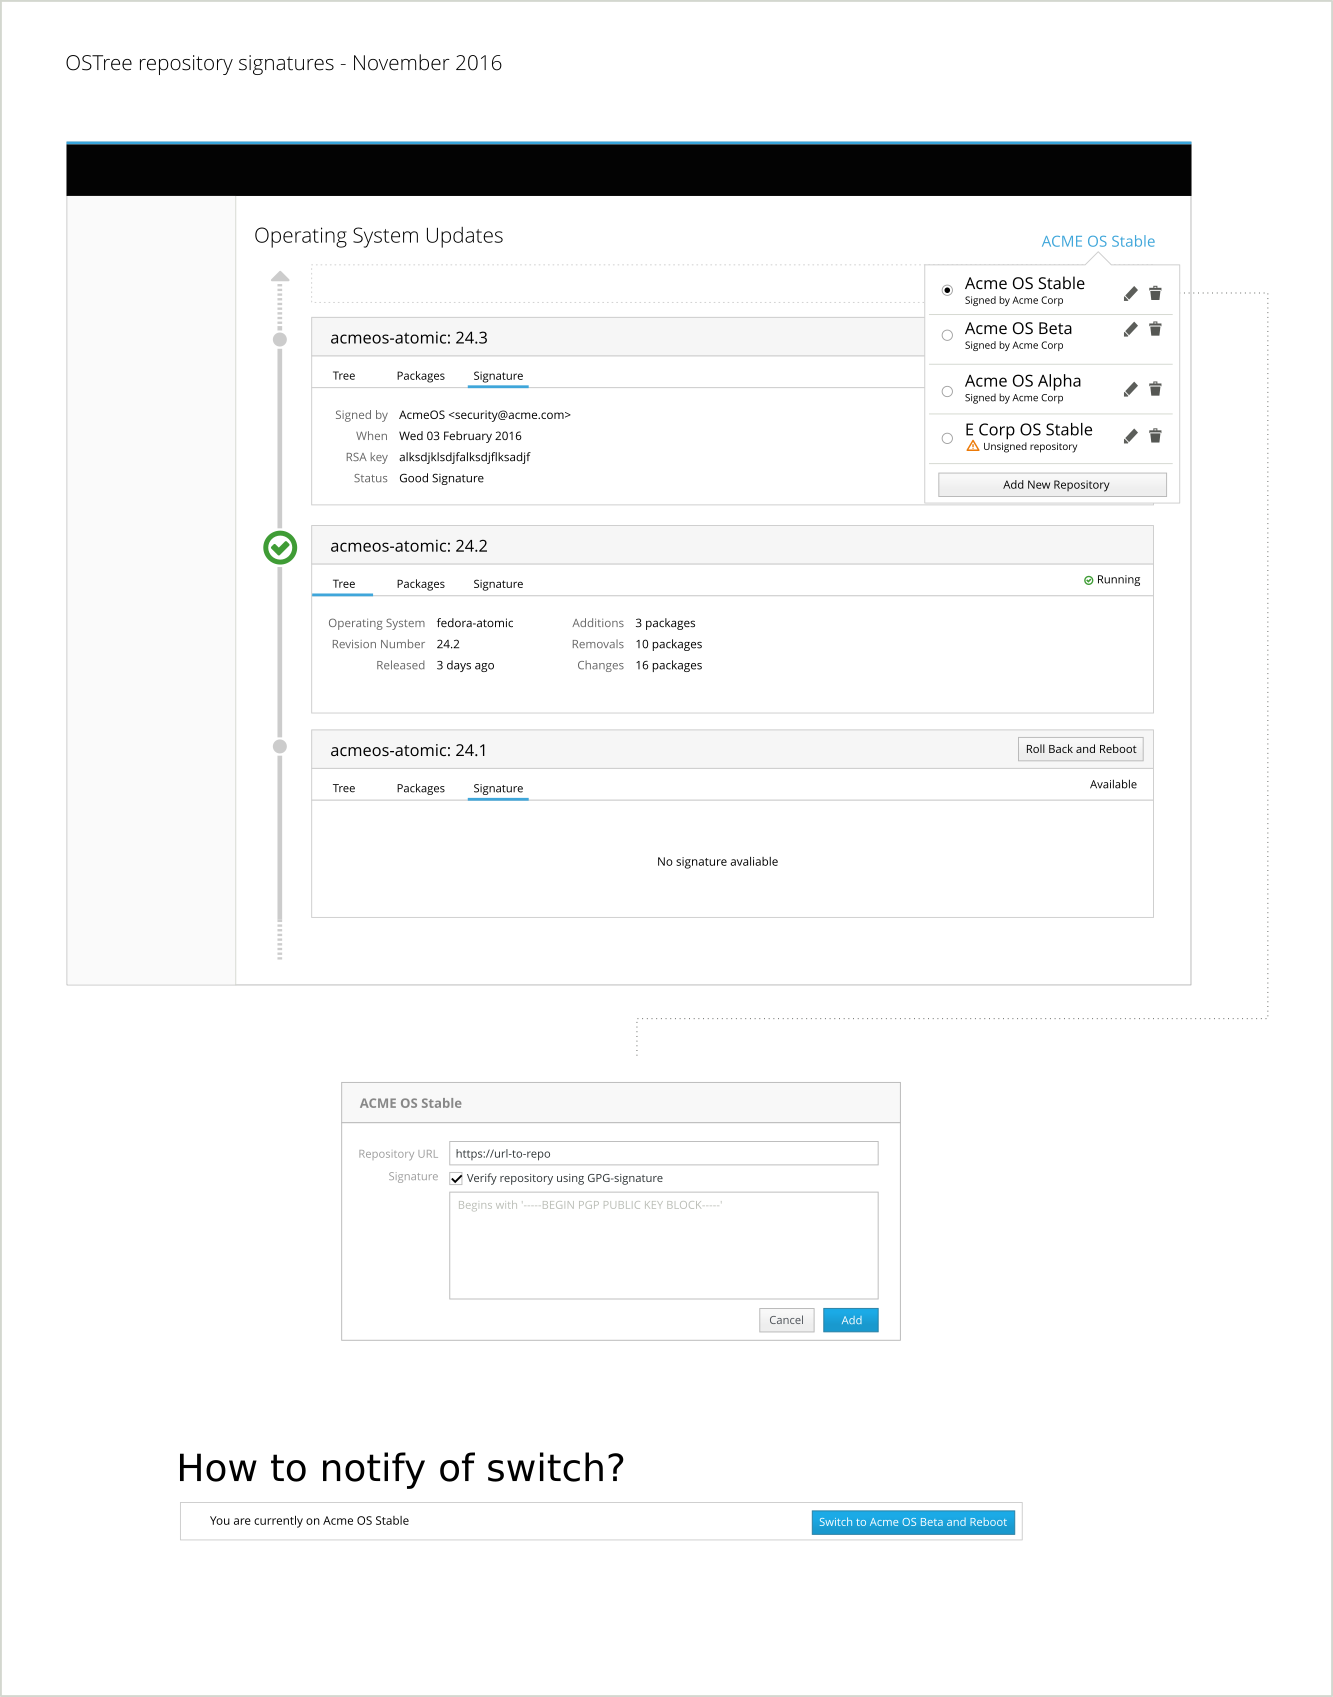 OSTree repository signatures - November 2016
Operating System Updates
ACME OS Stable
Acme OS Stable
Signed by Acme Corp
Acme OS Beta
Signed by Acme Corp
Acme OS Alpha
Signed by Acme Corp
E Corp OS Stable
Unsigned repository
Add New Repository
acmeos-atomic: 24.3
Tree Packages Signature
Signed by AcmeOS <security@acme.com>
When Wed 03 February 2016
RSA key alksdjklsdjfalksdjflksadjf
Status Good Signature
acmeos-atomic: 24.2
Tree Packages Signature Running
Operating System fedora-atomic Additions 3 packages
Revision Number 24.2 Removals 10 packages
Released 3 days ago Changes 16 packages
acmeos-atomic: 24.1 Roll Back and Reboot
Tree Packages Signature Available
No signature avaliable
ACME OS Stable
Repository URL https://url-to-repo
Signature Verify repository using GPG-signature
Begins with '-----BEGIN PGP PUBLIC KEY BLOCK-----'
Cancel Add
How to notify of switch?
You are currently on Acme OS Stable Switch to Acme OS Beta and Reboot